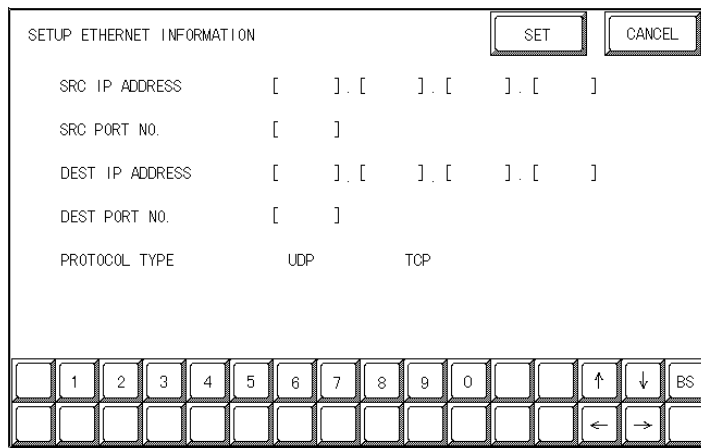 SETUP ETHERNET INFORMATION SET CANCEL
SRC IP ADDRESS [ ] . [ ] . [ ] . [ ]
SRC PORT NO. [ ]
DEST IP ADDRESS [ ] . [ ] . [ ] . [ ]
DEST PORT NO. [ ]
PROTOCOL TYPE UDP TCP
1 2 3 4 5 6 7 8 9 0 ↑ ↓ BS
← →